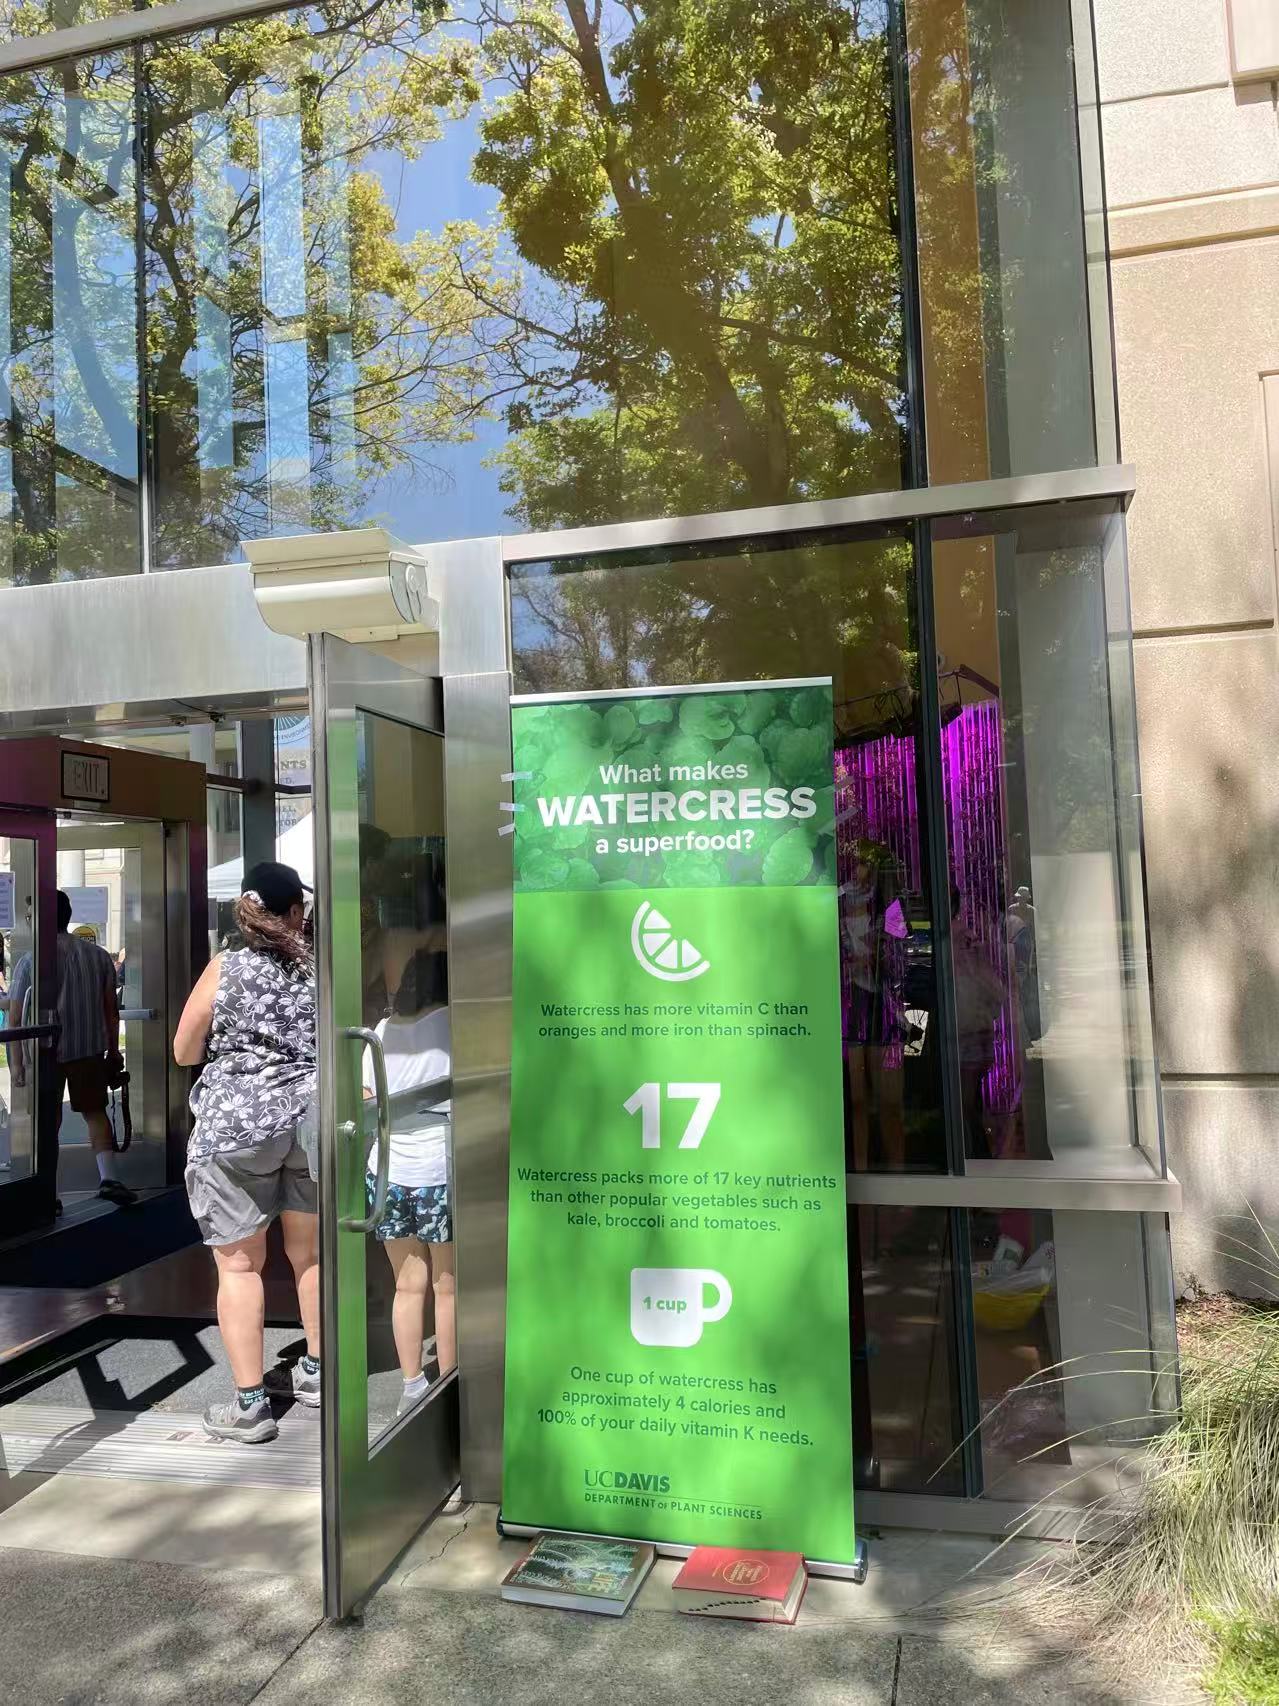 What makes
WATERCRESS
a superfood?
Watercress has more vitamin C than
oranges and more iron than spinach.
17
Watercress packs more of 17 key nutrients
than other popular vegetables such as
kale, broccoli and tomatoes.
1 cup
One cup of watercress has
approximately 4 calories and
100% of your daily vitamin K needs.
UCDAVIS
DEPARTMENT OF PLANT SCIENCES
EXIT
NTS